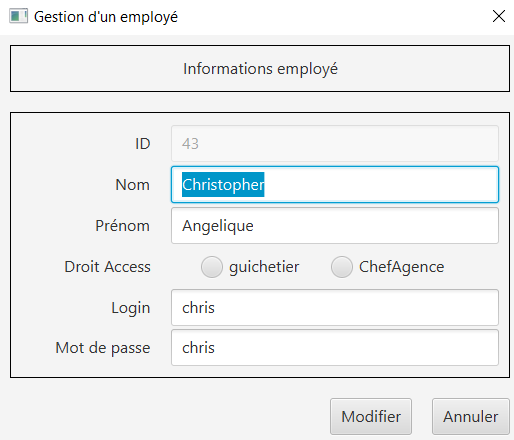 Gestion d'un employé
Informations employé
ID 43
Nom Christopher
Prénom Angelique
Droit Access guichetier ChefAgence
Login chris
Mot de passe chris
Modifier Annuler